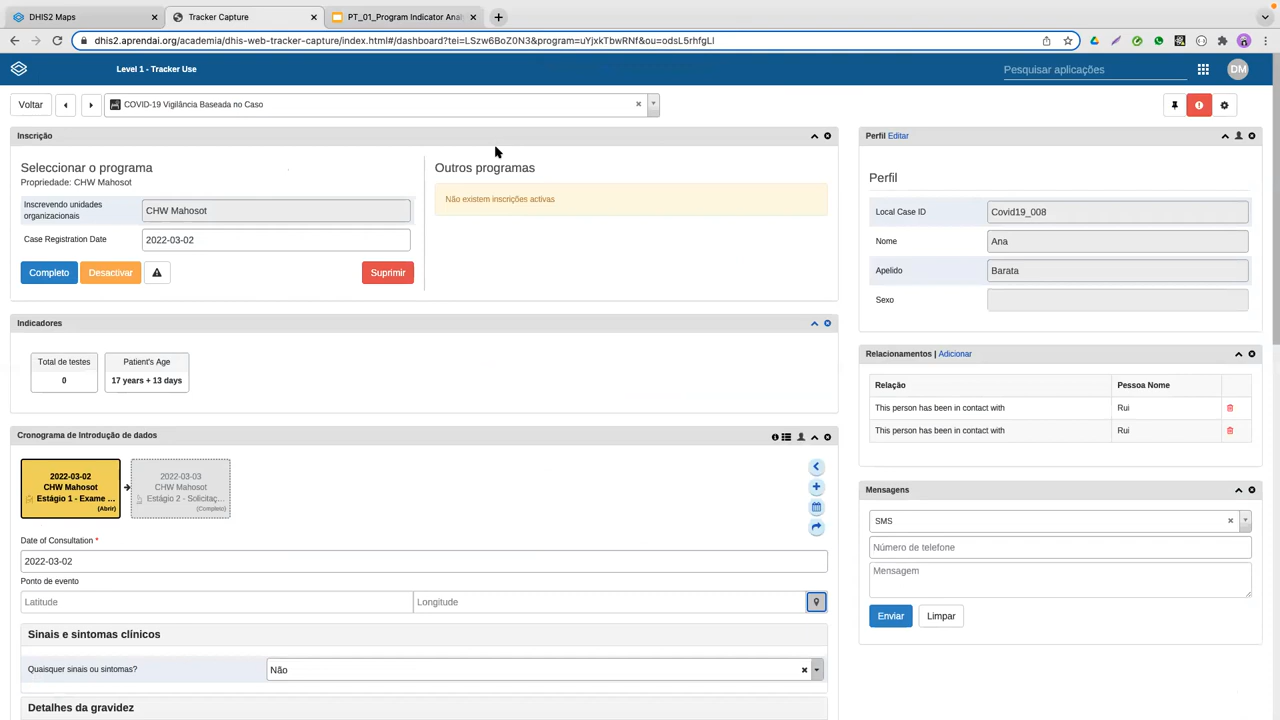 DHIS2 Maps
Tracker Capture
PT_01_Program Indicator Anal
dhis2.aprendai.org/academia/dhis-web-tracker-capture/index.html#/dashboard?tei=LSzw6BoZ0N3&program=uYjxkTbwRNf&ou=odsL5rhfgLI
Level 1 - Tracker Use
Pesquisar aplicações
DM
Voltar
COVID-19 Vigilância Baseada no Caso
Inscrição
Seleccionar o programa
Propriedade: CHW Mahosot
Inscrevendo unidades
organizacionais
CHW Mahosot
Case Registration Date
2022-03-02
Completo
Desactivar
Suprimir
Outros programas
Não existem inscrições activas
Indicadores
Total de testes
0
Patient's Age
17 years + 13 days
Cronograma de Introdução de dados
2022-03-02
CHW Mahosot
Estágio 1 - Exame ...
(Abrir)
2022-03-03
CHW Mahosot
Estágio 2 - Solicitaç...
(Completo)
Date of Consultation *
2022-03-02
Ponto de evento
Latitude
Longitude
Sinais e sintomas clínicos
Quaisquer sinais ou sintomas?
Não
Detalhes da gravidez
Perfil Editar
Perfil
Local Case ID
Covid19_008
Nome
Ana
Apelido
Barata
Sexo
Relacionamentos | Adicionar
Relação
Pessoa Nome
This person has been in contact with
Rui
This person has been in contact with
Rui
Mensagens
SMS
Número de telefone
Mensagem
Enviar
Limpar